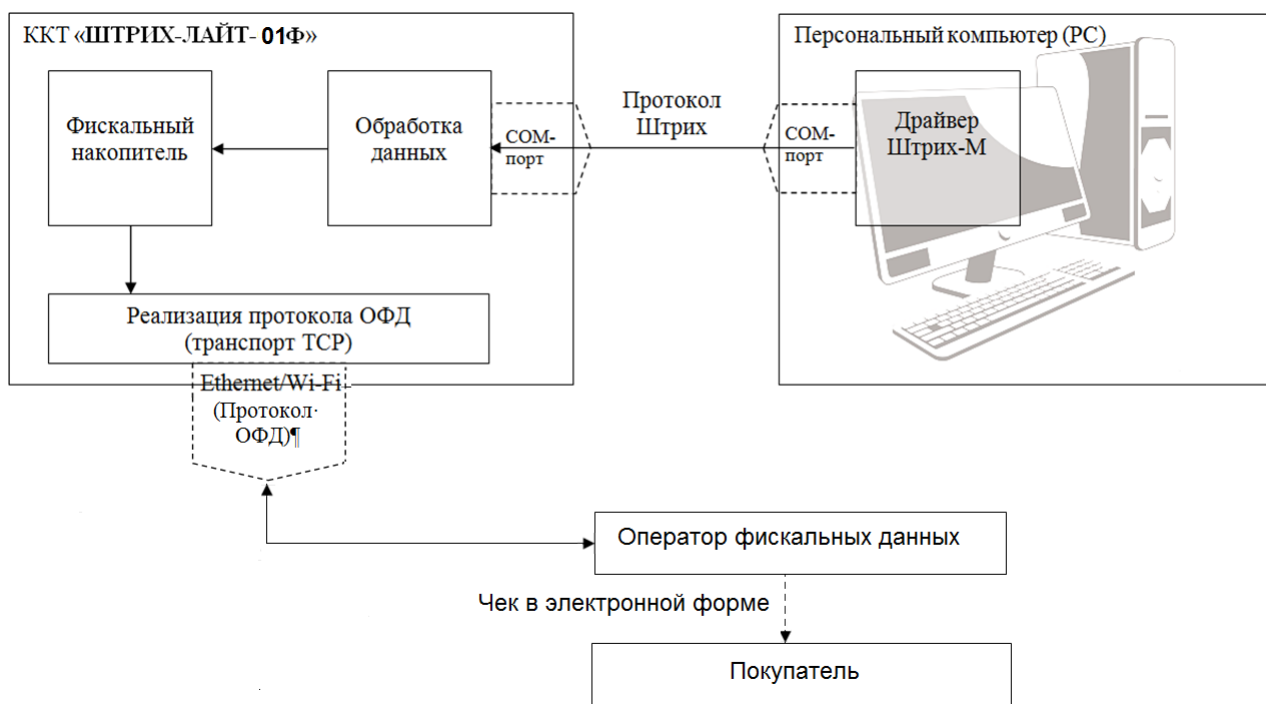 ККТ «ШТРИХ-ЛАЙТ- 01Ф»
Фискальный
накопитель
Обработка
данных
COM-
порт
Протокол
Штрих
Персональный компьютер (PC)
COM-
порт
Драйвер
Штрих-М
Реализация протокола ОФД
(транспорт TCP)
Ethernet/Wi-Fi
(Протокол·
ОФД)¶
Оператор фискальных данных
Чек в электронной форме
Покупатель